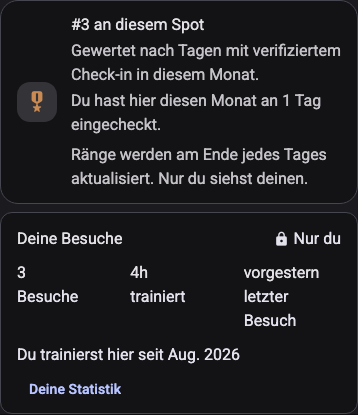 #3 an diesem Spot
Gewertet nach Tagen mit verifiziertem
Check-in in diesem Monat.
Du hast hier diesen Monat an 1 Tag
eingecheckt.
Ränge werden am Ende jedes Tages
aktualisiert. Nur du siehst deinen.
Deine Besuche
Nur du
3
Besuche
4h
trainiert
vorgestern
letzter
Besuch
Du trainierst hier seit Aug. 2026
Deine Statistik